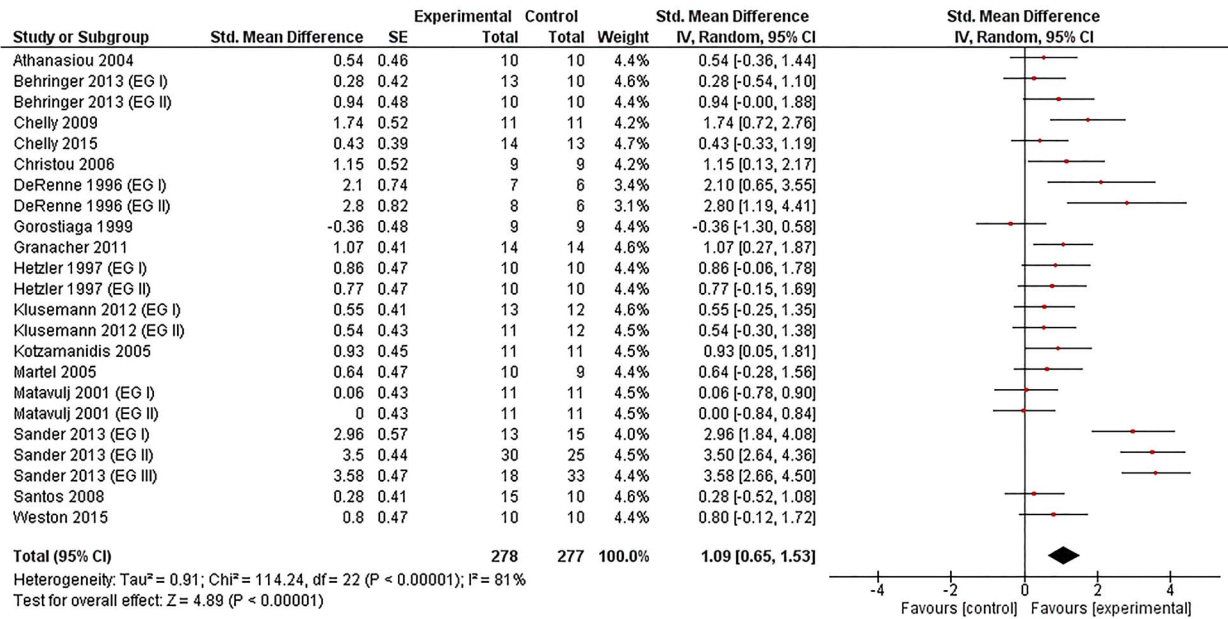 Experimental Control Std. Mean Difference Std. Mean Difference
Study or Subgroup Std. Mean Difference SE Total Total Weight IV, Random, 95% CI IV, Random, 95% CI
Athanasiou 2004 0.54 0.46 10 10 4.4% 0.54 [-0.36, 1.44]
Behringer 2013 (EG I) 0.28 0.42 13 10 4.6% 0.28 [-0.54, 1.10]
Behringer 2013 (EG II) 0.94 0.48 10 10 4.4% 0.94 [-0.00, 1.88]
Chelly 2009 1.74 0.52 11 11 4.2% 1.74 [0.72, 2.76]
Chelly 2015 0.43 0.39 14 13 4.7% 0.43 [-0.33, 1.19]
Christou 2006 1.15 0.52 9 9 4.2% 1.15 [0.13, 2.17]
DeRenne 1996 (EG I) 2.1 0.74 7 6 3.4% 2.10 [0.65, 3.55]
DeRenne 1996 (EG II) 2.8 0.82 8 6 3.1% 2.80 [1.19, 4.41]
Gorostiaga 1999 -0.36 0.48 9 9 4.4% -0.36 [-1.30, 0.58]
Granacher 2011 1.07 0.41 14 14 4.6% 1.07 [0.27, 1.87]
Hetzler 1997 (EG I) 0.86 0.47 10 10 4.4% 0.86 [-0.06, 1.78]
Hetzler 1997 (EG II) 0.77 0.47 10 10 4.4% 0.77 [-0.15, 1.69]
Klusemann 2012 (EG I) 0.55 0.41 13 12 4.6% 0.55 [-0.25, 1.35]
Klusemann 2012 (EG II) 0.54 0.43 11 12 4.5% 0.54 [-0.30, 1.38]
Kotzamanidis 2005 0.93 0.45 11 11 4.5% 0.93 [0.05, 1.81]
Martel 2005 0.64 0.47 10 9 4.4% 0.64 [-0.28, 1.56]
Matavulj 2001 (EG I) 0.06 0.43 11 11 4.5% 0.06 [-0.78, 0.90]
Matavulj 2001 (EG II) 0 0.43 11 11 4.5% 0.00 [-0.84, 0.84]
Sander 2013 (EG I) 2.96 0.57 13 15 4.0% 2.96 [1.84, 4.08]
Sander 2013 (EG II) 3.5 0.44 30 25 4.5% 3.50 [2.64, 4.36]
Sander 2013 (EG III) 3.58 0.47 18 33 4.4% 3.58 [2.66, 4.50]
Santos 2008 0.28 0.41 15 10 4.6% 0.28 [-0.52, 1.08]
Weston 2015 0.8 0.47 10 10 4.4% 0.80 [-0.12, 1.72]
Total (95% CI) 278 277 100.0% 1.09 [0.65, 1.53]
Heterogeneity: Tau² = 0.91; Chi² = 114.24, df = 22 (P < 0.00001); I² = 81%
Test for overall effect: Z = 4.89 (P < 0.00001)
-4 -2 0 2 4
Favours [control] Favours [experimental]